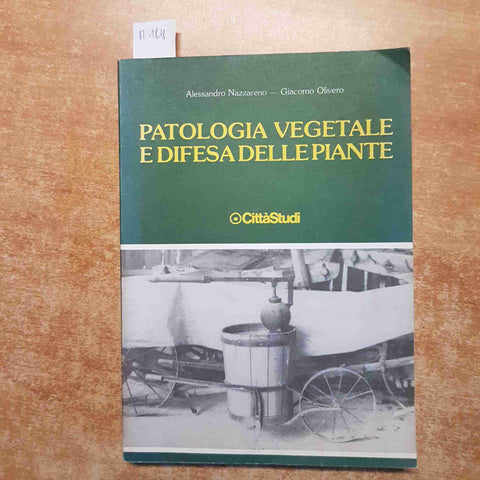 Alessandro Nazzareno — Giacomo Olivero
PATOLOGIA VEGETALE
E DIFESA DELLE PIANTE
CittàStudi